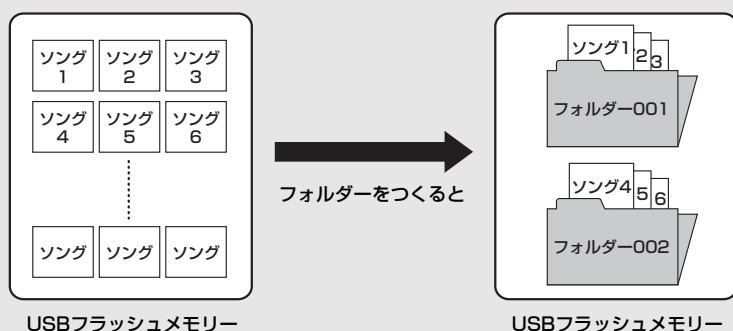 ソング1 ソング2 ソング3
ソング4 ソング5 ソング6
ソング ソング ソング
USBフラッシュメモリー
フォルダーをつくると
ソング1 2 3
フォルダー001
ソング4 5 6
フォルダー002
USBフラッシュメモリー